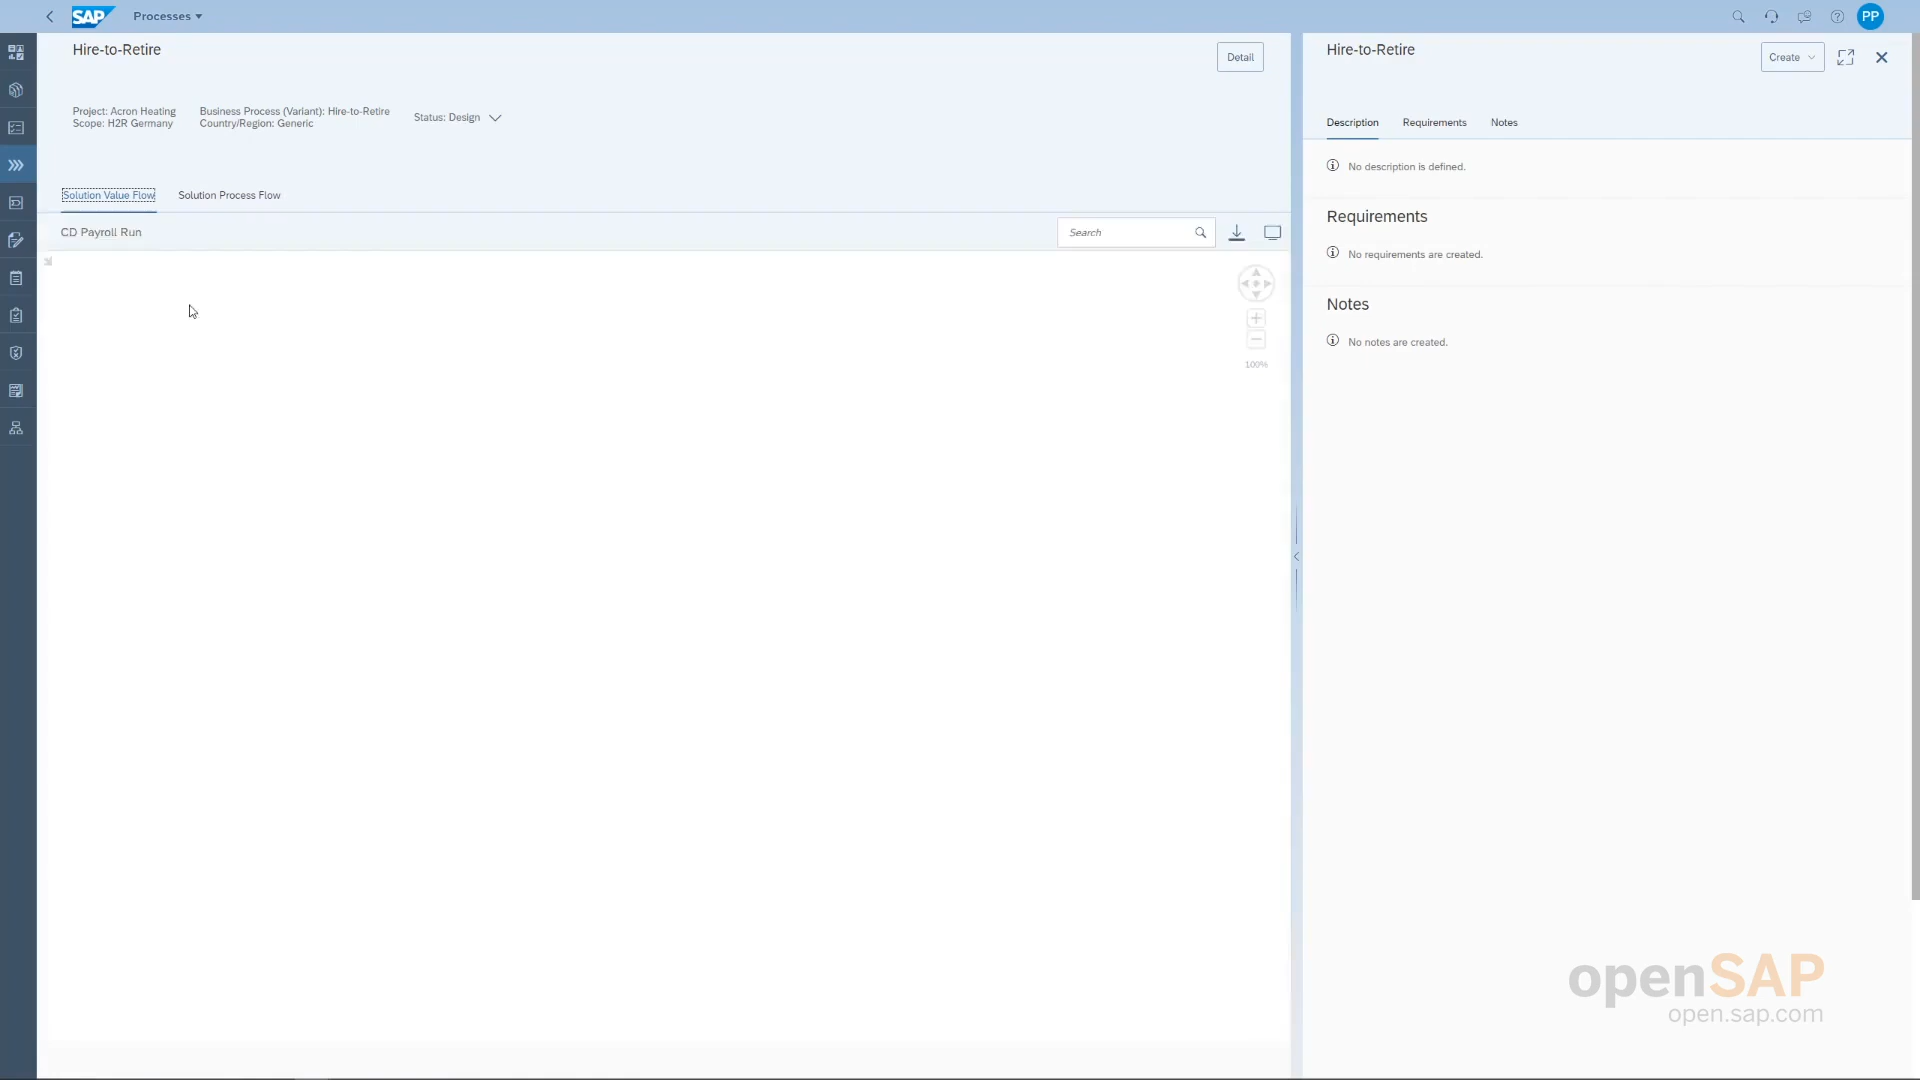 SAP Processes
PP
Hire-to-Retire
Detail
Project: Acron Heating
Scope: H2R Germany
Business Process (Variant): Hire-to-Retire
Country/Region: Generic
Status: Design
Solution Value Flow Solution Process Flow
CD Payroll Run
Search
100%
Hire-to-Retire
Create
Description Requirements Notes
No description is defined.
Requirements
No requirements are created.
Notes
No notes are created.
openSAP
open.sap.com